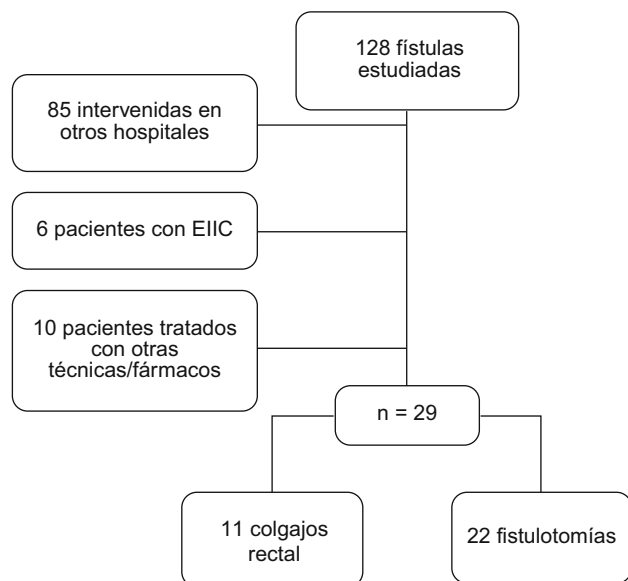 128 fístulas
estudiadas
85 intervenidas en
otros hospitales
6 pacientes con EIIC
10 pacientes tratados
con otras
técnicas/fármacos
n = 29
11 colgajos
rectal
22 fistulotomías